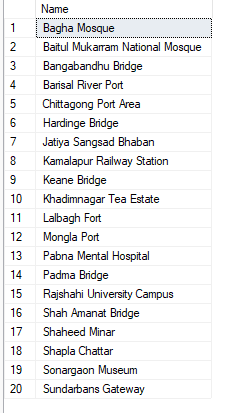 Name
1 Bagha Mosque
2 Baitul Mukarram National Mosque
3 Bangabandhu Bridge
4 Barisal River Port
5 Chittagong Port Area
6 Hardinge Bridge
7 Jatiya Sangsad Bhaban
8 Kamalapur Railway Station
9 Keane Bridge
10 Khadimnagar Tea Estate
11 Lalbagh Fort
12 Mongla Port
13 Pabna Mental Hospital
14 Padma Bridge
15 Rajshahi University Campus
16 Shah Amanat Bridge
17 Shaheed Minar
18 Shapla Chattar
19 Sonargaon Museum
20 Sundarbans Gateway